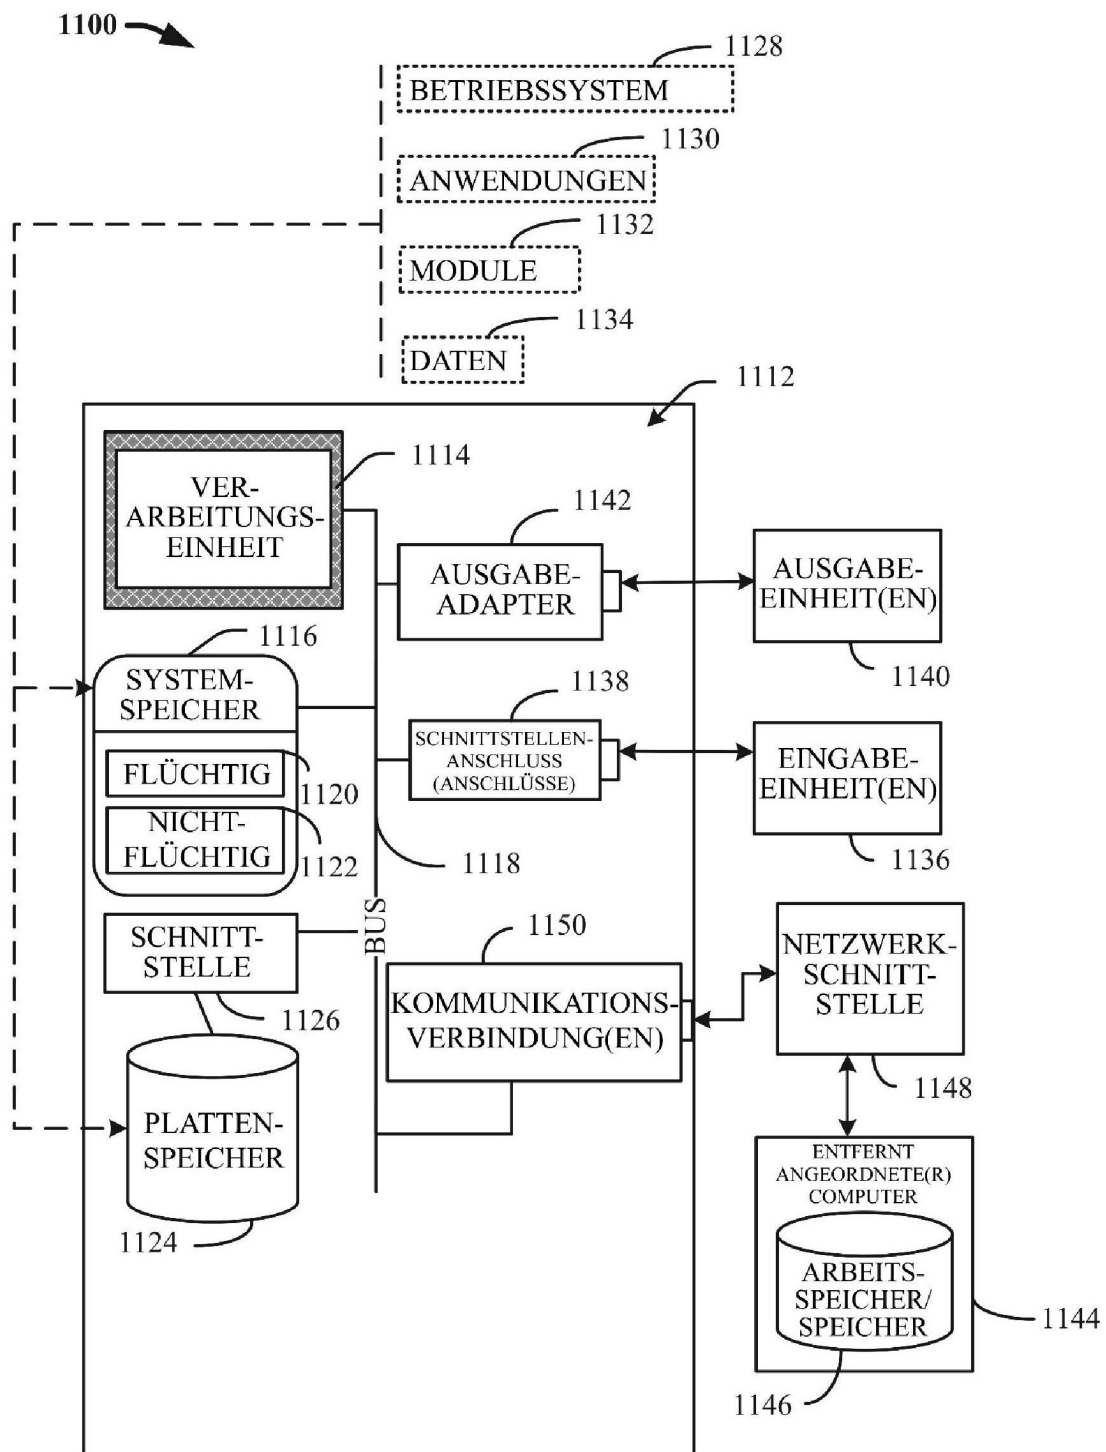 1100
1128
BETRIEBSSYSTEM
1130
ANWENDUNGEN
1132
MODULE
1134
DATEN
1112
VER-
ARBEITUNGS-
EINHEIT
1114
1142
AUSGABE-
ADAPTER
AUSGABE-
EINHEIT(EN)
1140
1116
SYSTEM-
SPEICHER
FLÜCHTIG
1120
NICHT-
FLÜCHTIG
1122
1138
SCHNITTSTELLEN-
ANSCHLUSS
(ANSCHLÜSSE)
EINGABE-
EINHEIT(EN)
1136
1118
BUS
SCHNITT-
STELLE
1126
1150
KOMMUNIKATIONS-
VERBINDUNG(EN)
NETZWERK-
SCHNITT-
STELLE
1148
PLATTEN-
SPEICHER
1124
ENTFERNT
ANGEORDNETE(R)
COMPUTER
ARBEITS-
SPEICHER/
SPEICHER
1144
1146